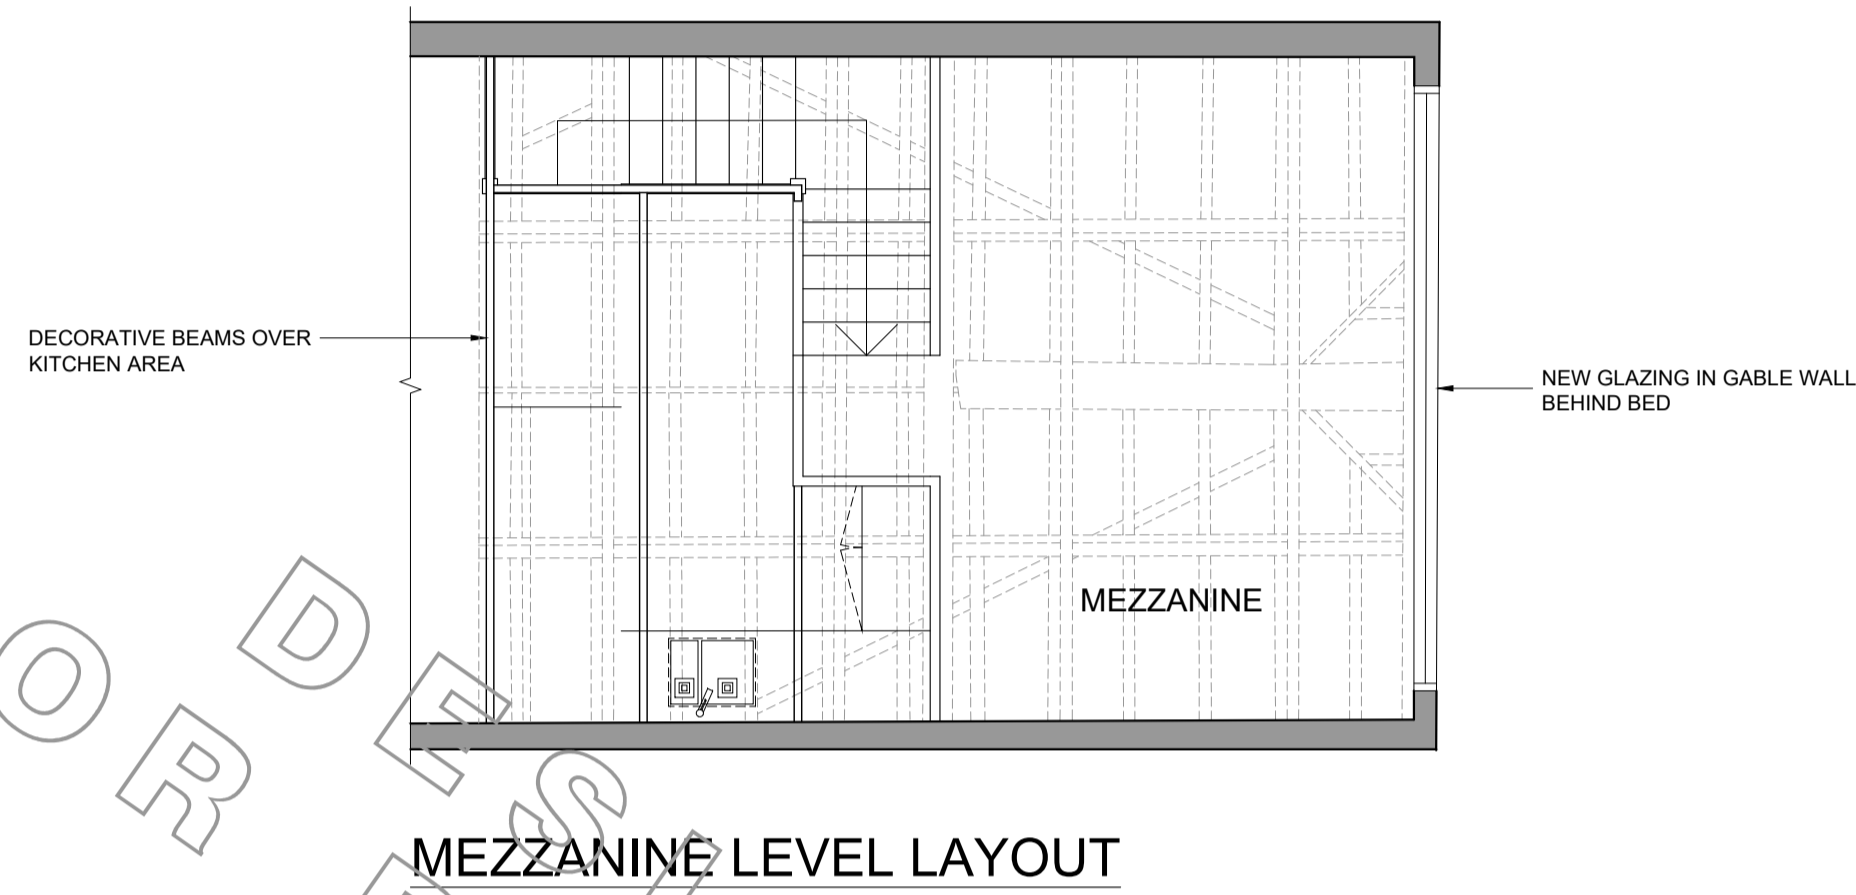 DECORATIVE BEAMS OVER
KITCHEN AREA
NEW GLAZING IN GABLE WALL
BEHIND BED
MEZZANINE
MEZZANINE LEVEL LAYOUT